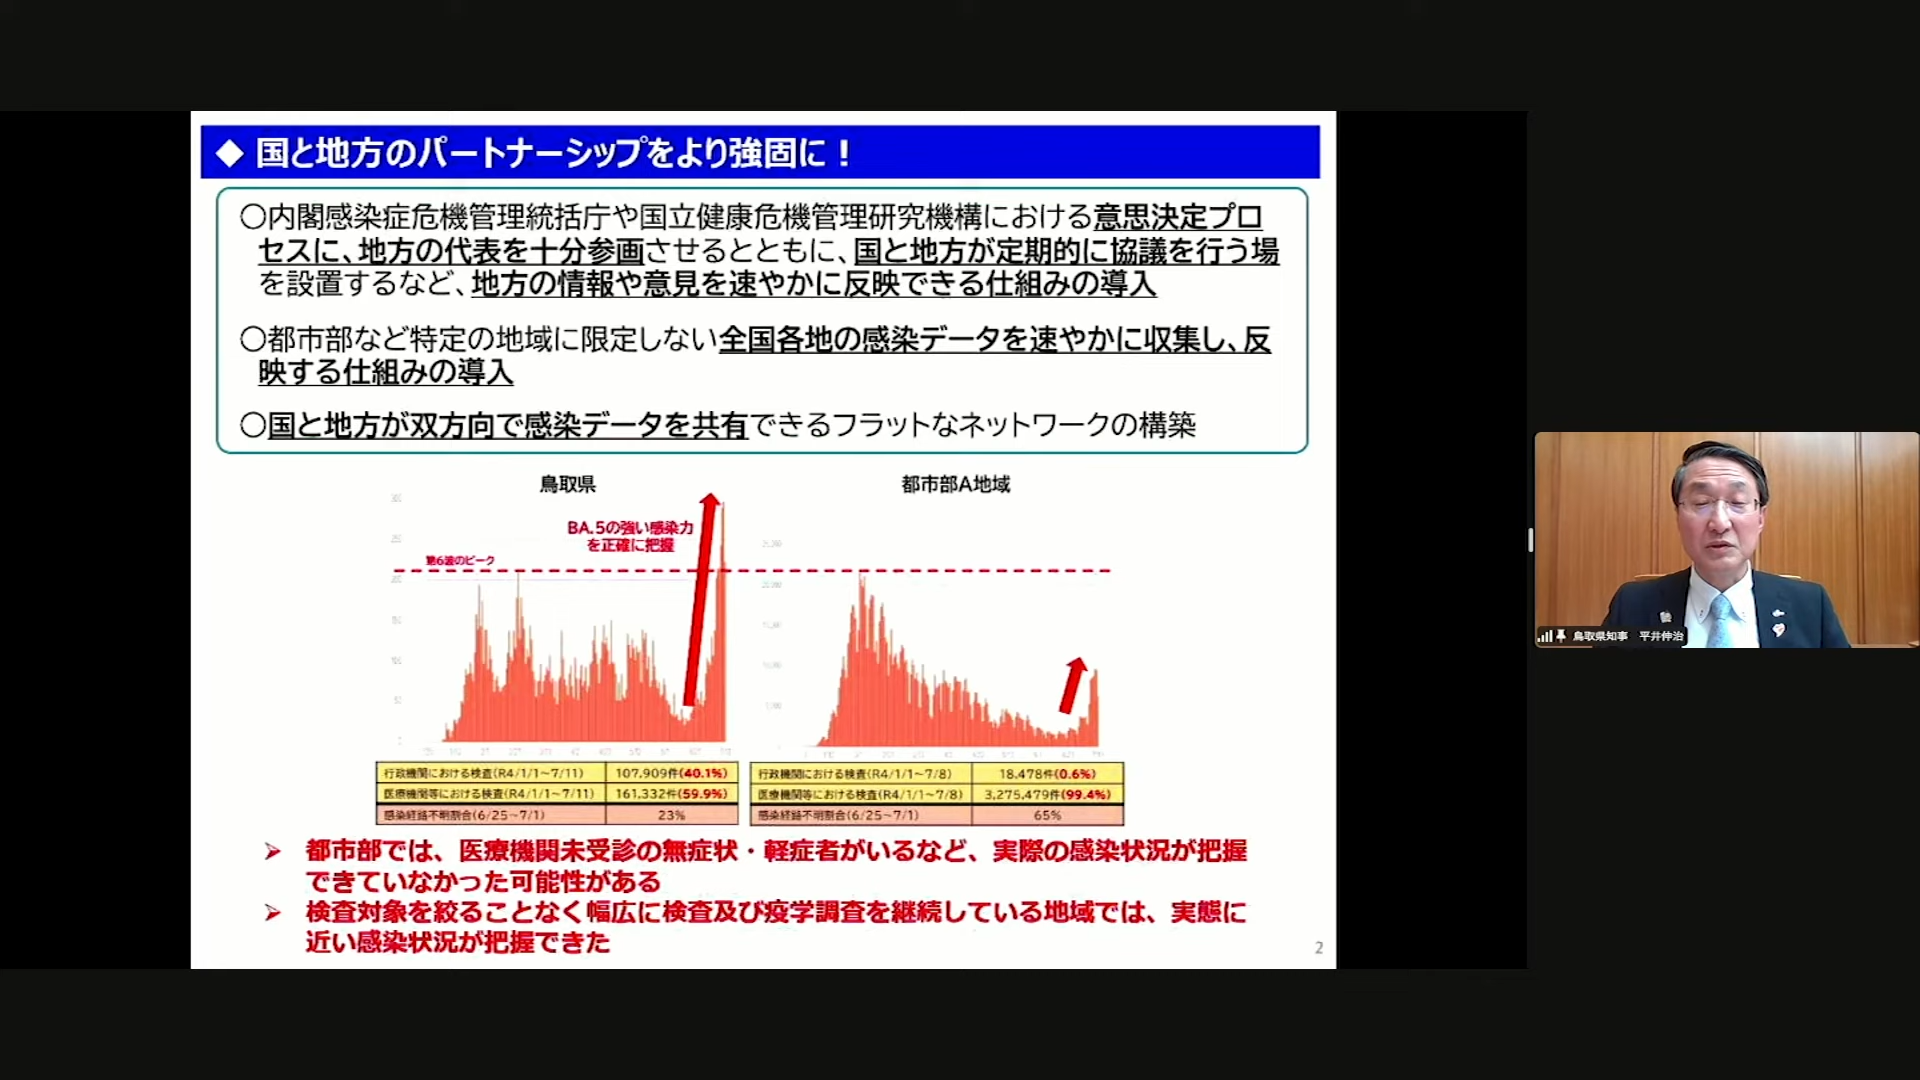 ◆ 国と地方のパートナーシップをより強固に！
〇内閣感染症危機管理統括庁や国立健康危機管理研究機構における意思決定プロ
セスに、地方の代表を十分参画させるとともに、国と地方が定期的に協議を行う場
を設置するなど、地方の情報や意見を速やかに反映できる仕組みの導入
〇都市部など特定の地域に限定しない全国各地の感染データを速やかに収集し、反
映する仕組みの導入
〇国と地方が双方向で感染データを共有できるフラットなネットワークの構築
鳥取県
都市部A地域
BA.5の強い感染力
を正確に把握
第6波のピーク
行政機関における検査(R4/1/1～7/11) 107,909件(40.1%)
医療機関等における検査(R4/1/1～7/11) 161,332件(59.9%)
感染経路不明割合(6/25～7/1) 23%
行政機関における検査(R4/1/1～7/8) 18,478件(0.6%)
医療機関等における検査(R4/1/1～7/8) 3,275,479件(99.4%)
感染経路不明割合(6/25～7/1) 65%
➢ 都市部では、医療機関未受診の無症状・軽症者がいるなど、実際の感染状況が把握
できていなかった可能性がある
➢ 検査対象を絞ることなく幅広に検査及び疫学調査を継続している地域では、実態に
近い感染状況が把握できた
2
鳥取県知事 平井伸治